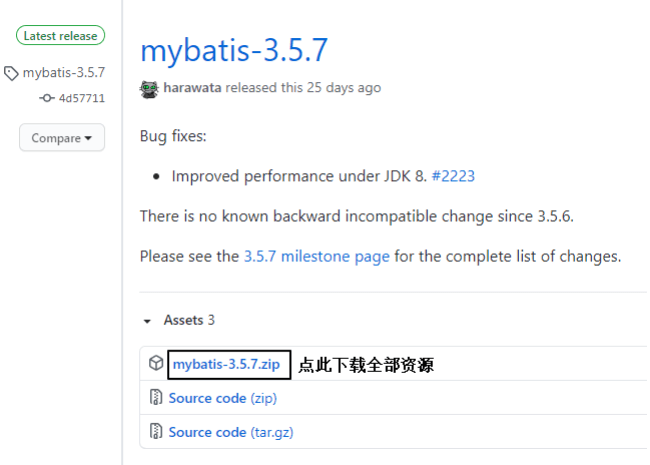 Latest release
mybatis-3.5.7
4d57711
Compare
mybatis-3.5.7
harawata released this 25 days ago
Bug fixes:
Improved performance under JDK 8. #2223
There is no known backward incompatible change since 3.5.6.
Please see the 3.5.7 milestone page for the complete list of changes.
Assets 3
mybatis-3.5.7.zip 点此下载全部资源
Source code (zip)
Source code (tar.gz)